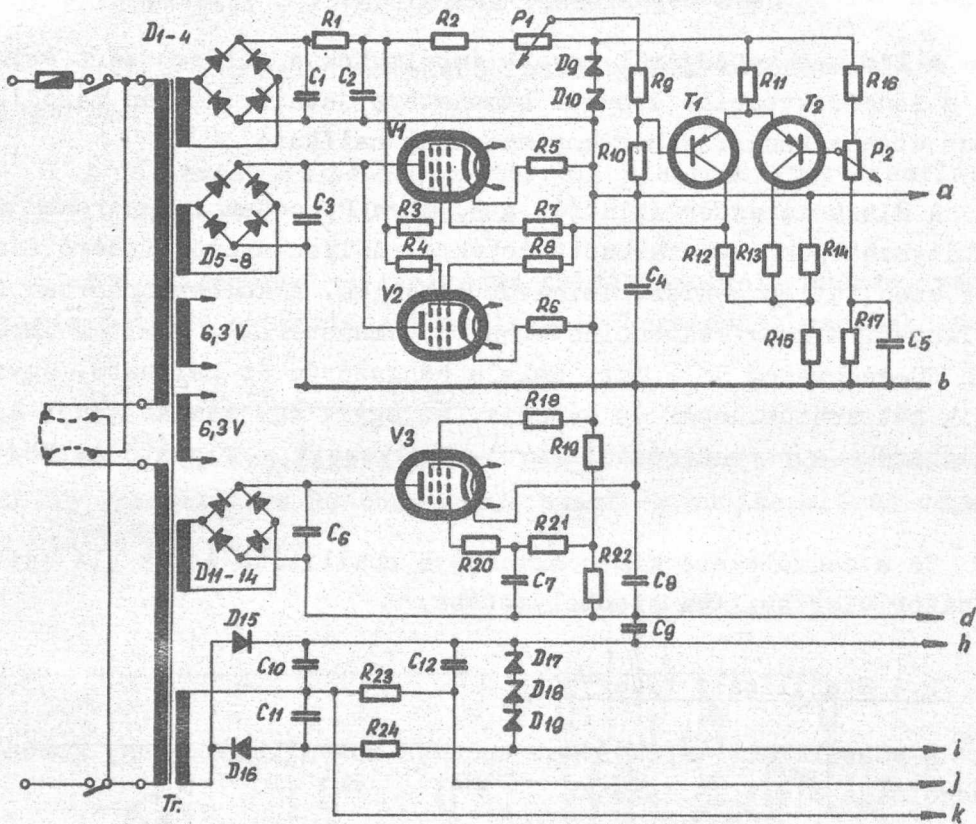 R1 R2 P1
D1-4
C1 C2 D9 R9 R11 R16
D10 T1 T2
V1 R5 R10 P2
a
C3 R3 R7
R4 R8 R12 R13 R14
D5-8
V2 C4
R6 R15 R17 C5
6,3 V
b
R18
6,3 V V3 R19
C6 R21
R20 R22
D11-14 C7 C8
d
D15 C9
h
C10 C12 D17
R23
C11 D18
R24 D19
i
D16
j
Tr.
k